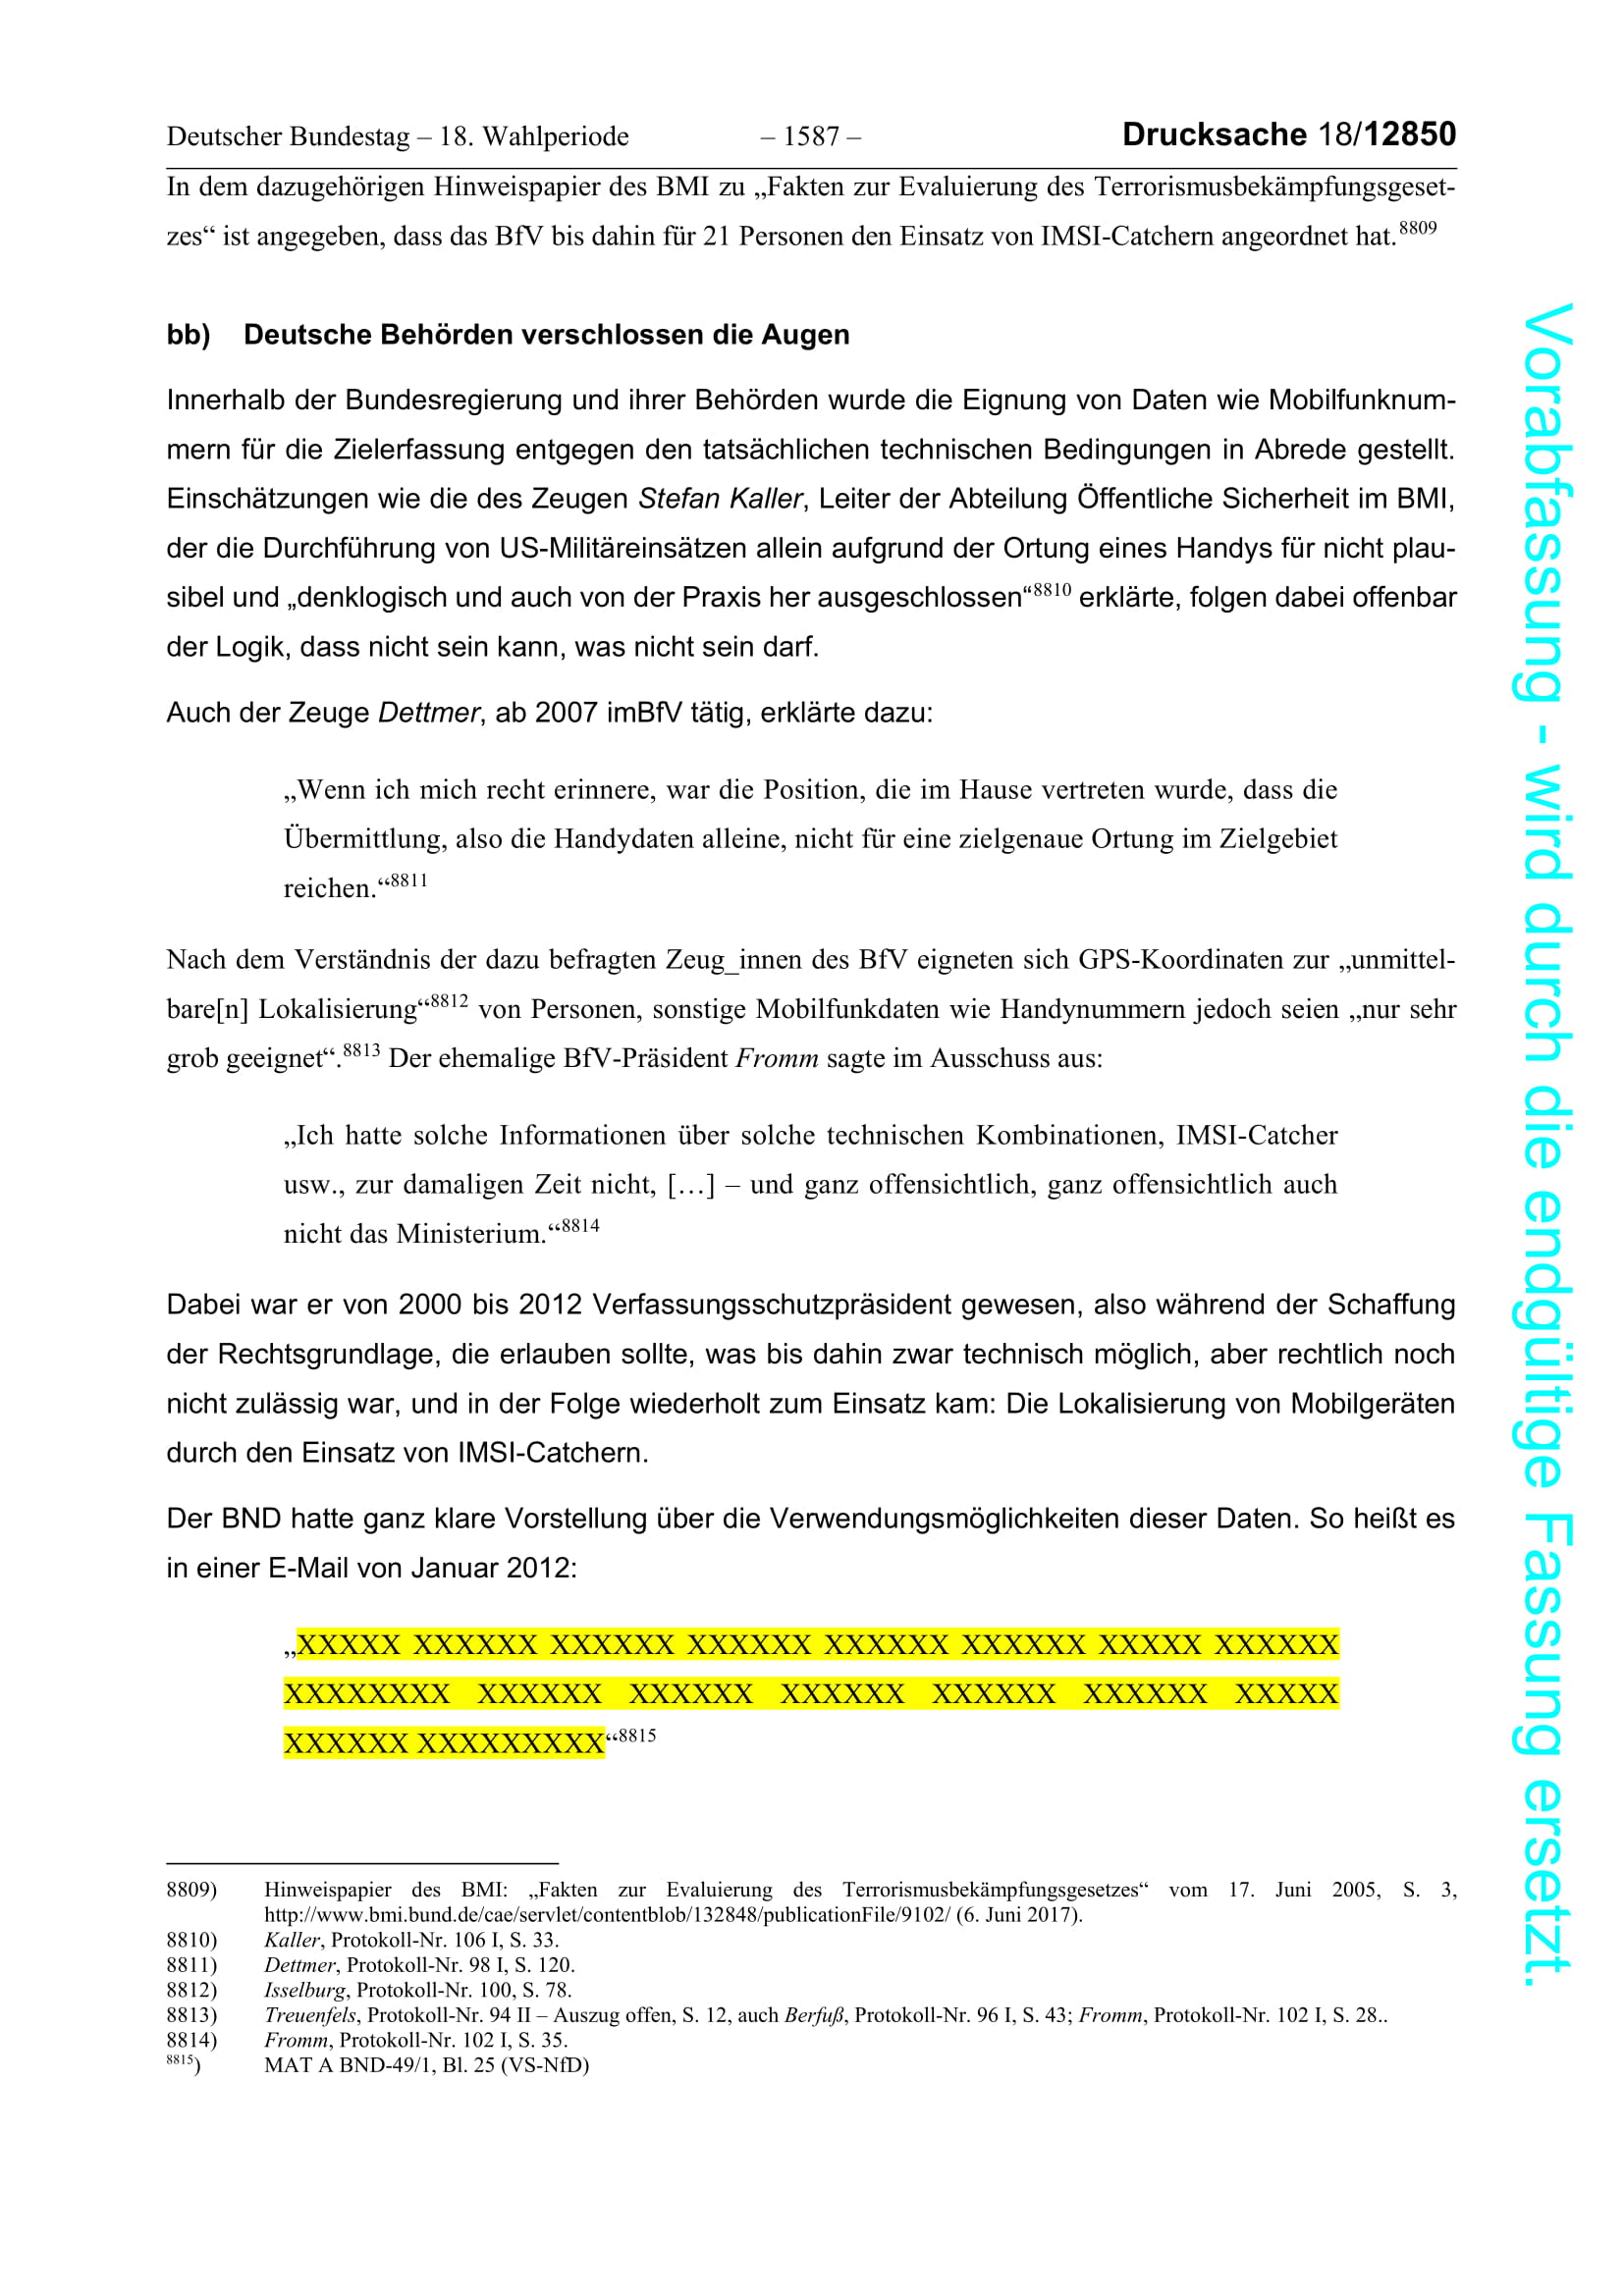 Deutscher Bundestag – 18. Wahlperiode – 1587 – Drucksache 18/12850
In dem dazugehörigen Hinweispapier des BMI zu „Fakten zur Evaluierung des Terrorismusbekämpfungsgeset-
zes“ ist angegeben, dass das BfV bis dahin für 21 Personen den Einsatz von IMSI-Catchern angeordnet hat.8809
bb) Deutsche Behörden verschlossen die Augen
Innerhalb der Bundesregierung und ihrer Behörden wurde die Eignung von Daten wie Mobilfunknum-
mern für die Zielerfassung entgegen den tatsächlichen technischen Bedingungen in Abrede gestellt.
Einschätzungen wie die des Zeugen Stefan Kaller, Leiter der Abteilung Öffentliche Sicherheit im BMI,
der die Durchführung von US-Militäreinsätzen allein aufgrund der Ortung eines Handys für nicht plau-
sibel und „denklogisch und auch von der Praxis her ausgeschlossen“8810 erklärte, folgen dabei offenbar
der Logik, dass nicht sein kann, was nicht sein darf.
Auch der Zeuge Dettmer, ab 2007 imBfV tätig, erklärte dazu:
„Wenn ich mich recht erinnere, war die Position, die im Hause vertreten wurde, dass die
Übermittlung, also die Handydaten alleine, nicht für eine zielgenaue Ortung im Zielgebiet
reichen.“8811
Nach dem Verständnis der dazu befragten Zeug_innen des BfV eigneten sich GPS-Koordinaten zur „unmittel-
bare[n] Lokalisierung“8812 von Personen, sonstige Mobilfunkdaten wie Handynummern jedoch seien „nur sehr
grob geeignet“.8813 Der ehemalige BfV-Präsident Fromm sagte im Ausschuss aus:
„Ich hatte solche Informationen über solche technischen Kombinationen, IMSI-Catcher
usw., zur damaligen Zeit nicht, […] – und ganz offensichtlich, ganz offensichtlich auch
nicht das Ministerium.“8814
Dabei war er von 2000 bis 2012 Verfassungsschutzpräsident gewesen, also während der Schaffung
der Rechtsgrundlage, die erlauben sollte, was bis dahin zwar technisch möglich, aber rechtlich noch
nicht zulässig war, und in der Folge wiederholt zum Einsatz kam: Die Lokalisierung von Mobilgeräten
durch den Einsatz von IMSI-Catchern.
Der BND hatte ganz klare Vorstellung über die Verwendungsmöglichkeiten dieser Daten. So heißt es
in einer E-Mail von Januar 2012:
„XXXXX XXXXXX XXXXXX XXXXXX XXXXXX XXXXXX XXXXX XXXXXX
XXXXXXXX XXXXXX XXXXXX XXXXXX XXXXXX XXXXXX XXXXX
XXXXXX XXXXXXXXX“8815
8809) Hinweispapier des BMI: „Fakten zur Evaluierung des Terrorismusbekämpfungsgesetzes“ vom 17. Juni 2005, S. 3,
http://www.bmi.bund.de/cae/servlet/contentblob/132848/publicationFile/9102/ (6. Juni 2017).
8810) Kaller, Protokoll-Nr. 106 I, S. 33.
8811) Dettmer, Protokoll-Nr. 98 I, S. 120.
8812) Isselburg, Protokoll-Nr. 100, S. 78.
8813) Treuenfels, Protokoll-Nr. 94 II – Auszug offen, S. 12, auch Berfuß, Protokoll-Nr. 96 I, S. 43; Fromm, Protokoll-Nr. 102 I, S. 28..
8814) Fromm, Protokoll-Nr. 102 I, S. 35.
8815) MAT A BND-49/1, Bl. 25 (VS-NfD)
Vorabfassung - wird durch die endgültige Fassung ersetzt.